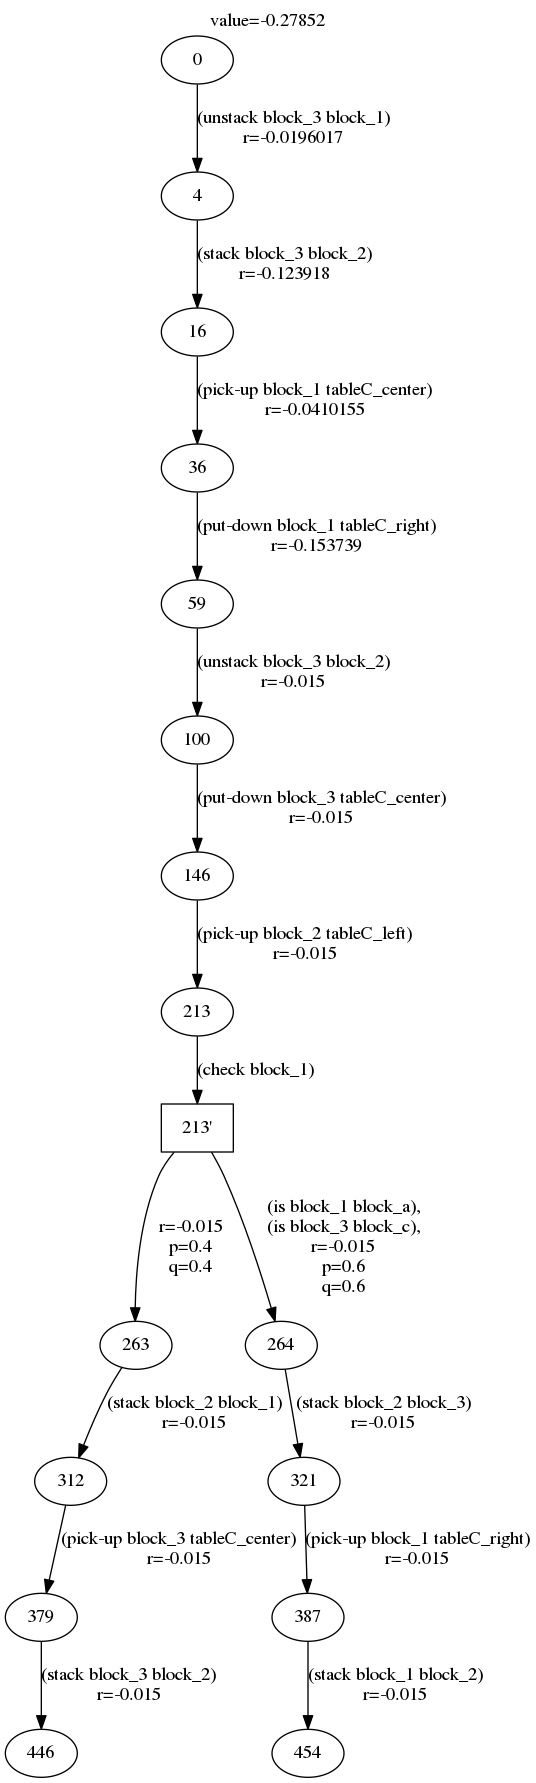 value=-0.27852
0
(unstack block_3 block_1)
r=-0.0196017
4
(stack block_3 block_2)
r=-0.123918
16
(pick-up block_1 tableC_center)
r=-0.0410155
36
(put-down block_1 tableC_right)
r=-0.153739
59
(unstack block_3 block_2)
r=-0.015
100
(put-down block_3 tableC_center)
r=-0.015
146
(pick-up block_2 tableC_left)
r=-0.015
213
(check block_1)
213'
r=-0.015
p=0.4
q=0.4
(is block_1 block_a),
(is block_3 block_c),
r=-0.015
p=0.6
q=0.6
263
264
(stack block_2 block_1)
r=-0.015
(stack block_2 block_3)
r=-0.015
312
321
(pick-up block_3 tableC_center)
r=-0.015
(pick-up block_1 tableC_right)
r=-0.015
379
387
(stack block_3 block_2)
r=-0.015
(stack block_1 block_2)
r=-0.015
446
454